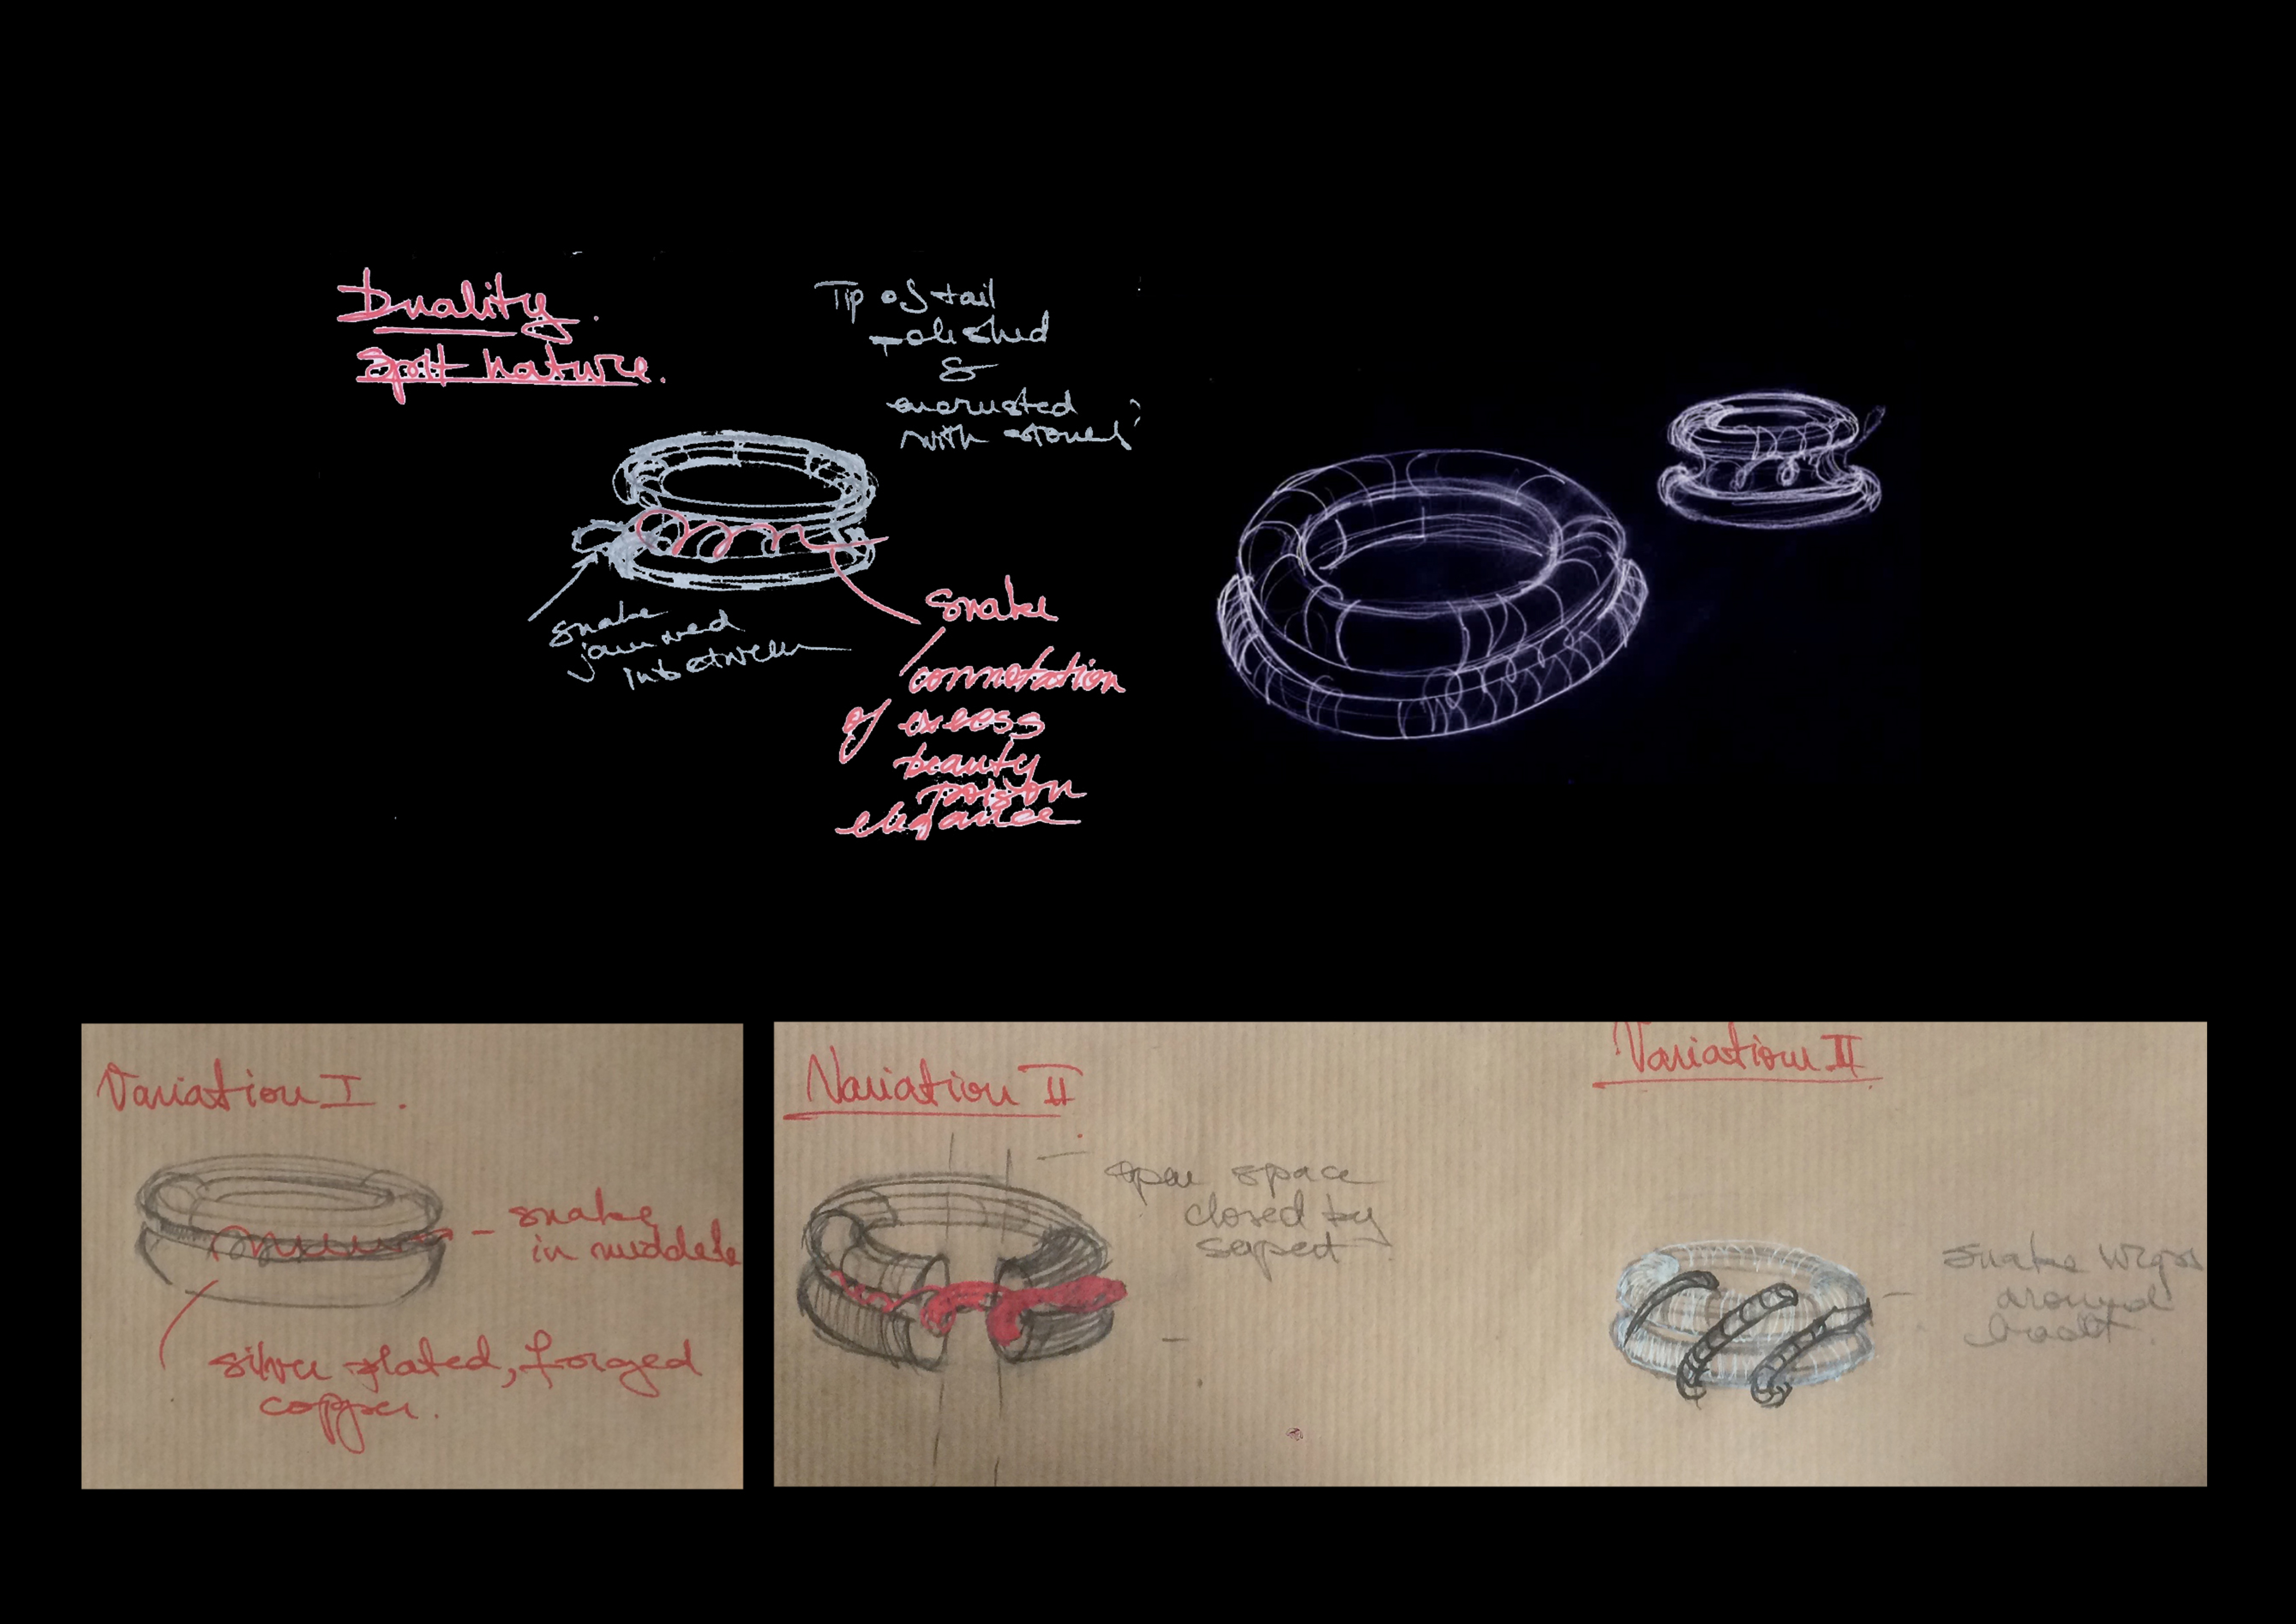 Duality.
Split nature.
Tip of tail
polished
&
encrusted
with stones?
snake
jammed
inbetween
snake
connotation
of excess
beauty
poison
elegance
Variation I.
snake
in middele
silver plated, forged
copper.
Variation II
open space
closed by
sepect
Variation III
snake wraps
around